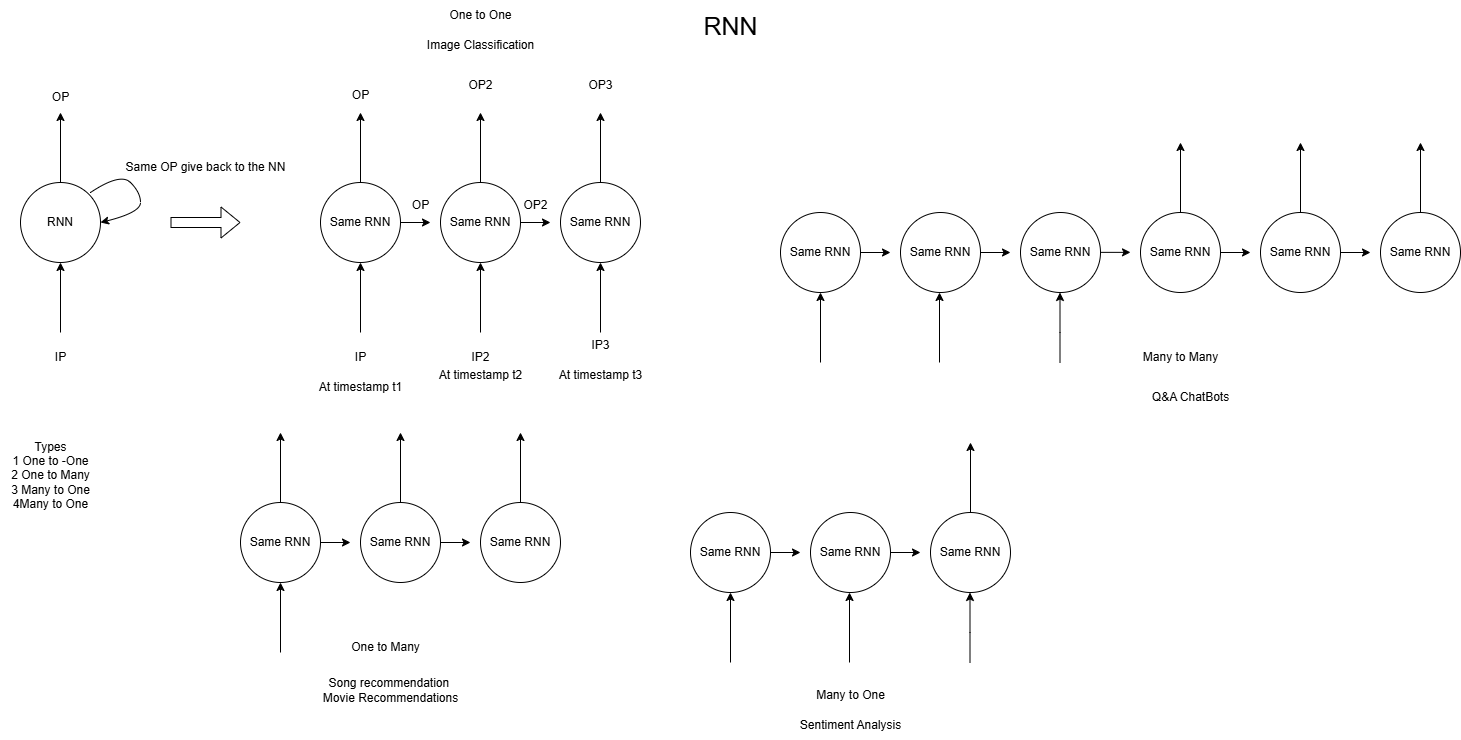 RNN
One to One
Image Classification
OP
Same OP give back to the NN
RNN
IP
OP
OP2
OP3
Same RNN
OP
Same RNN
OP2
Same RNN
IP
At timestamp t1
IP2
At timestamp t2
IP3
At timestamp t3
Same RNN
Same RNN
Same RNN
Same RNN
Same RNN
Same RNN
Many to Many
Q&A ChatBots
Types
1 One to -One
2 One to Many
3 Many to One
4Many to One
Same RNN
Same RNN
Same RNN
One to Many
Song recommendation
Movie Recommendations
Same RNN
Same RNN
Same RNN
Many to One
Sentiment Analysis